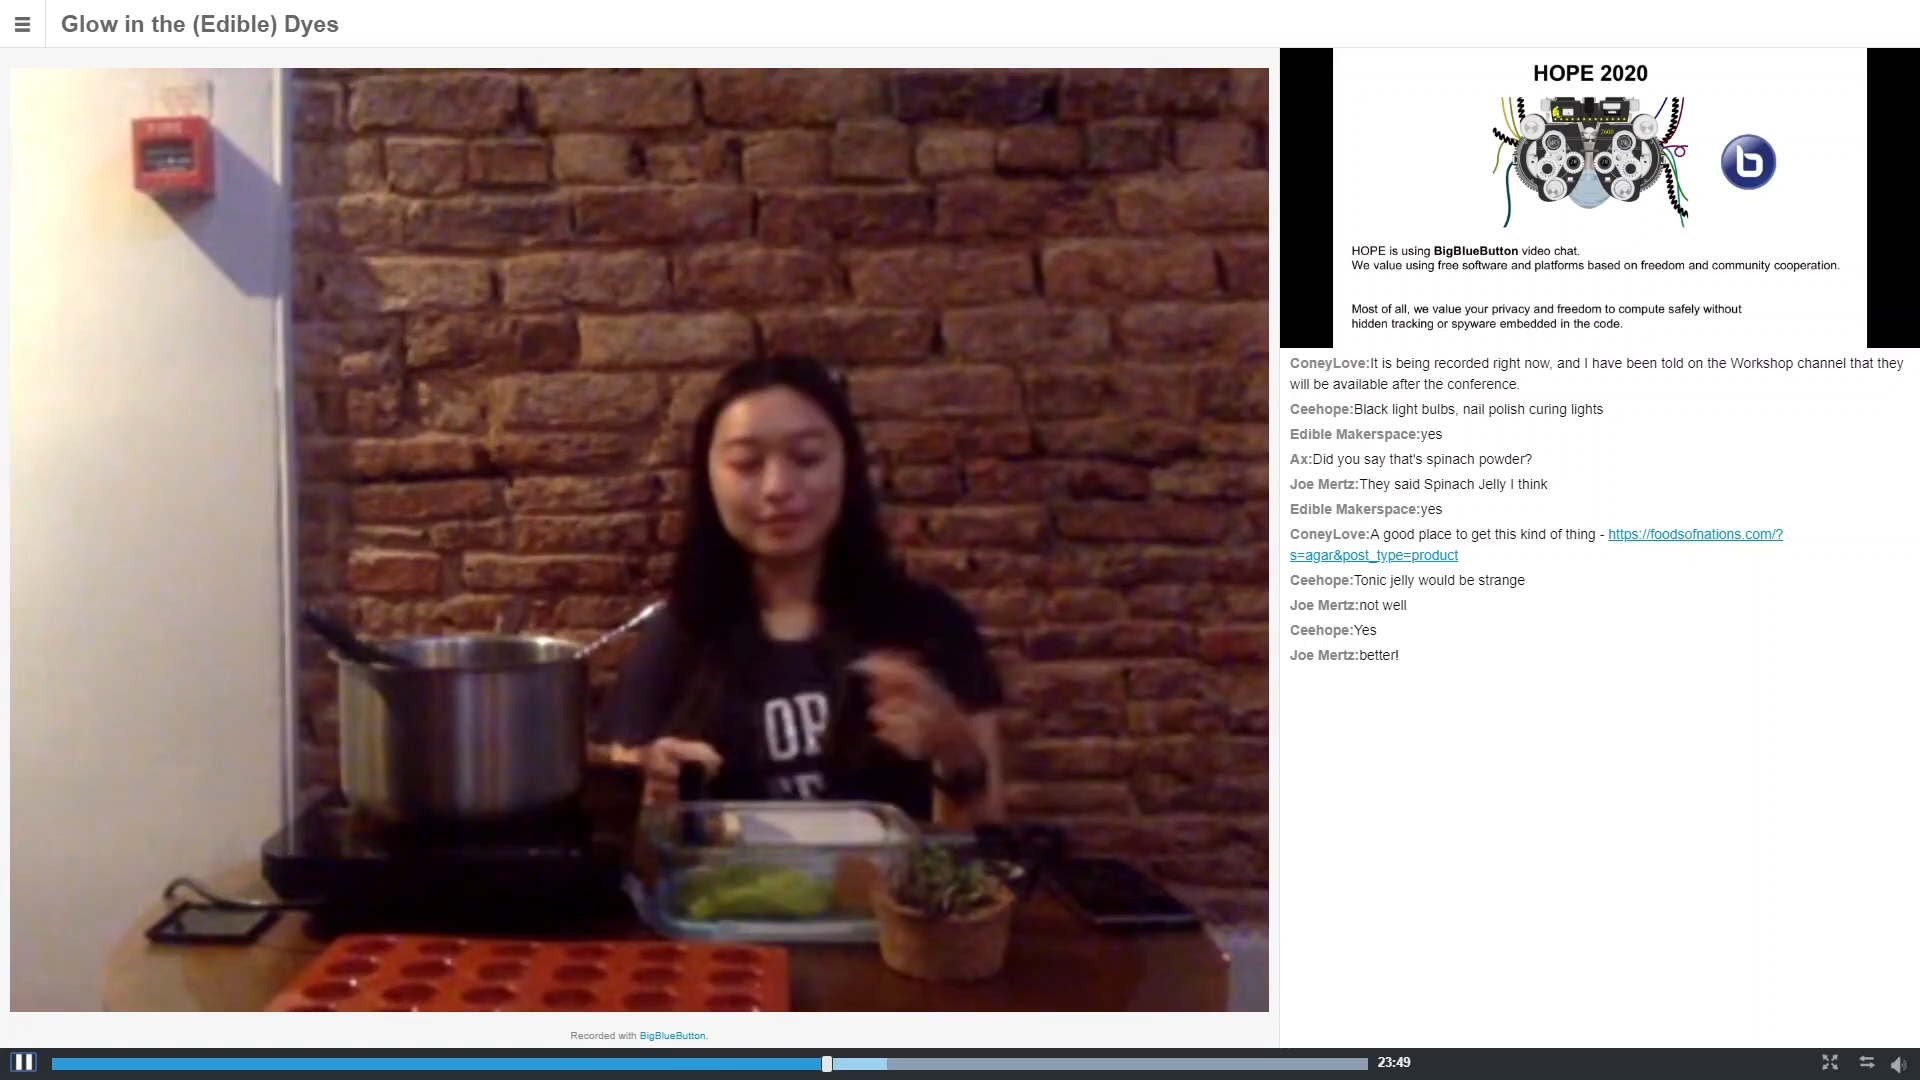 Glow in the (Edible) Dyes
OR
HOPE 2020
2600
HOPE is using BigBlueButton video chat.
We value using free software and platforms based on freedom and community cooperation.
Most of all, we value your privacy and freedom to compute safely without
hidden tracking or spyware embedded in the code.
ConeyLove:It is being recorded right now, and I have been told on the Workshop channel that they
will be available after the conference.
Ceehope:Black light bulbs, nail polish curing lights
Edible Makerspace:yes
Ax:Did you say that's spinach powder?
Joe Mertz:They said Spinach Jelly I think
Edible Makerspace:yes
ConeyLove:A good place to get this kind of thing - https://foodsofnations.com/?
s=agar&post_type=product
Ceehope:Tonic jelly would be strange
Joe Mertz:not well
Ceehope:Yes
Joe Mertz:better!
Recorded with BigBlueButton.
23:49